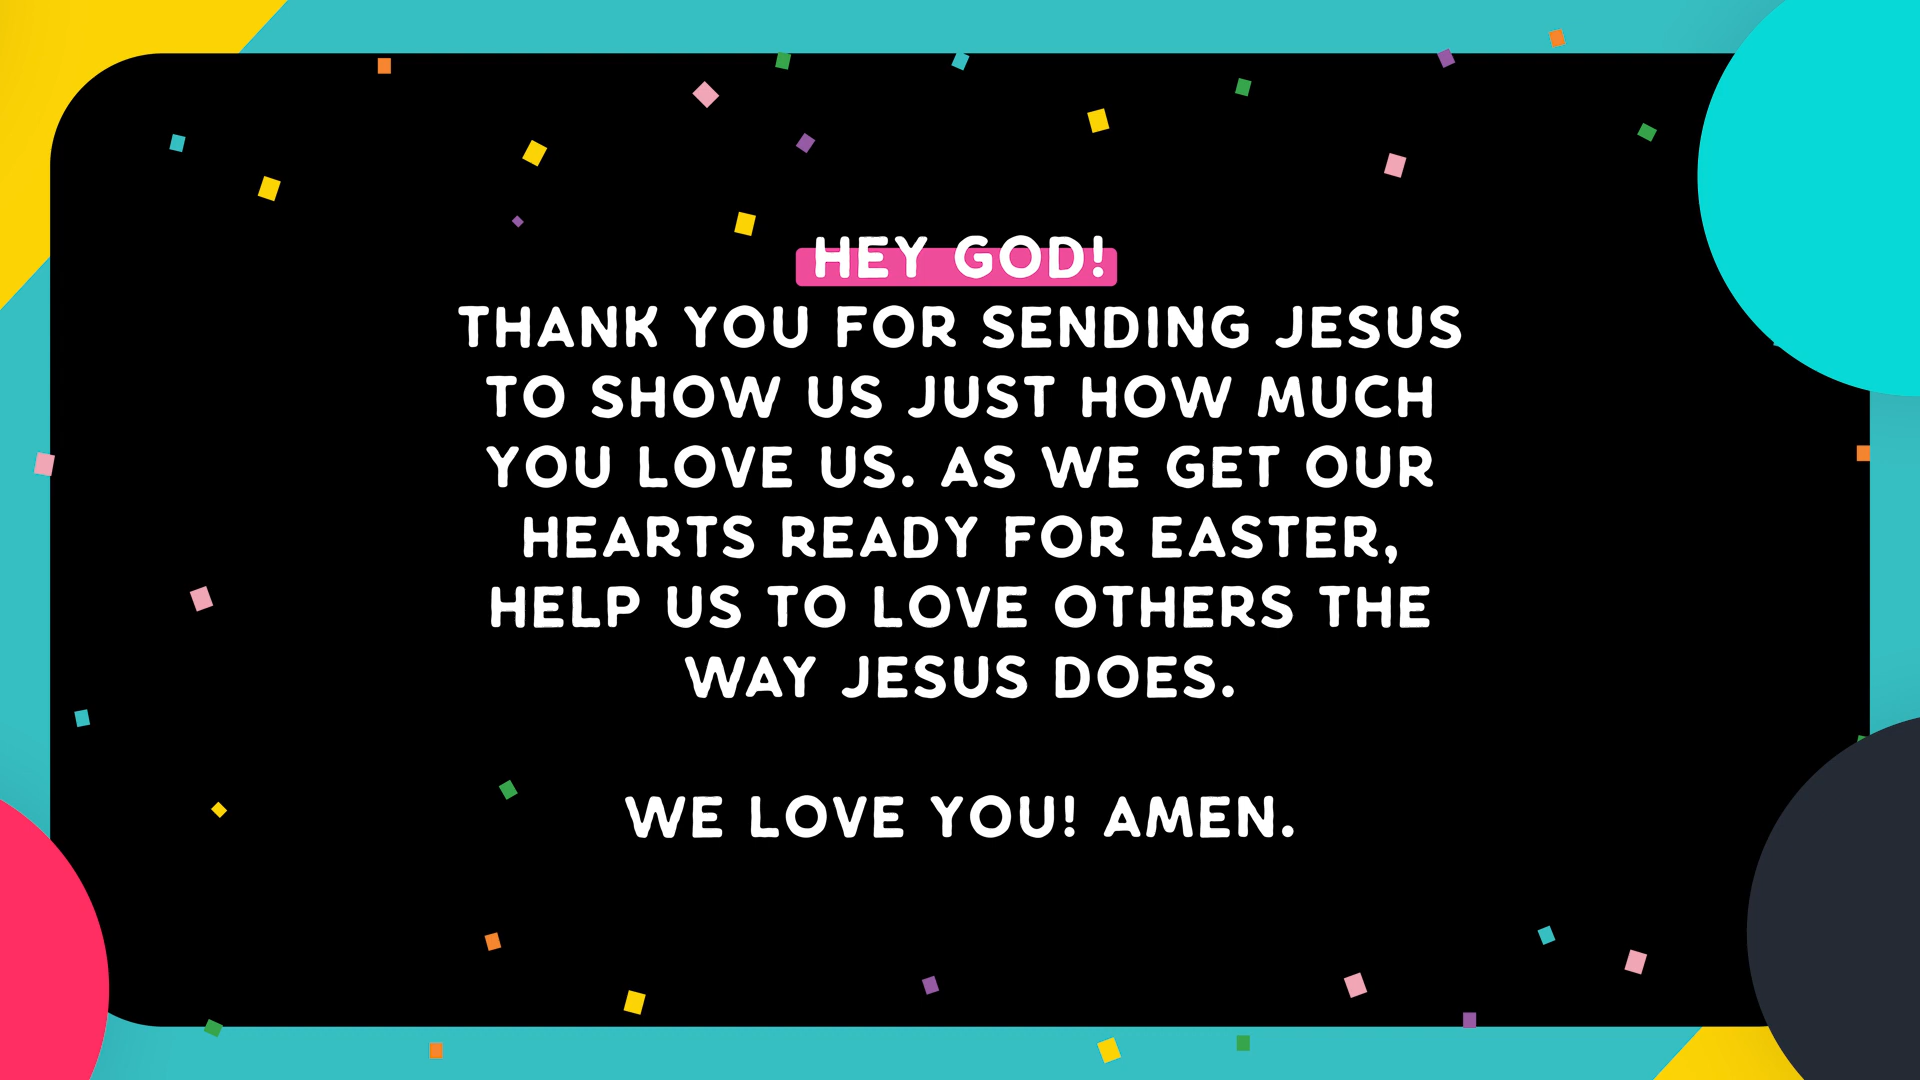 HEY GOD!
THANK YOU FOR SENDING JESUS
TO SHOW US JUST HOW MUCH
YOU LOVE US. AS WE GET OUR
HEARTS READY FOR EASTER,
HELP US TO LOVE OTHERS THE
WAY JESUS DOES.
WE LOVE YOU! AMEN.